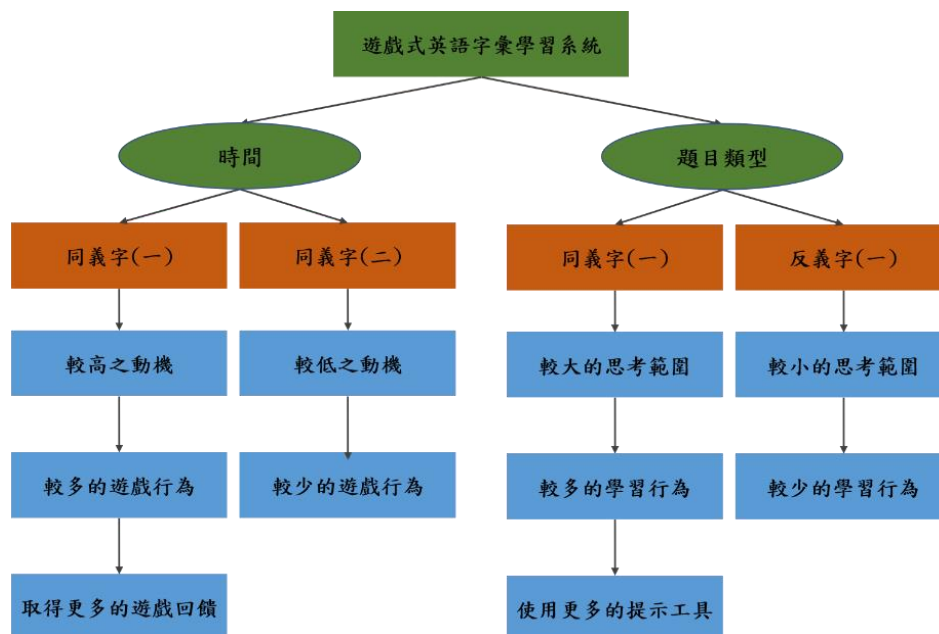 遊戲式英語字彙學習系統
時間
題目類型
同義字(一)
同義字(二)
同義字(一)
反義字(一)
較高之動機
較低之動機
較大的思考範圍
較小的思考範圍
較多的遊戲行為
較少的遊戲行為
較多的學習行為
較少的學習行為
取得更多的遊戲回饋
使用更多的提示工具